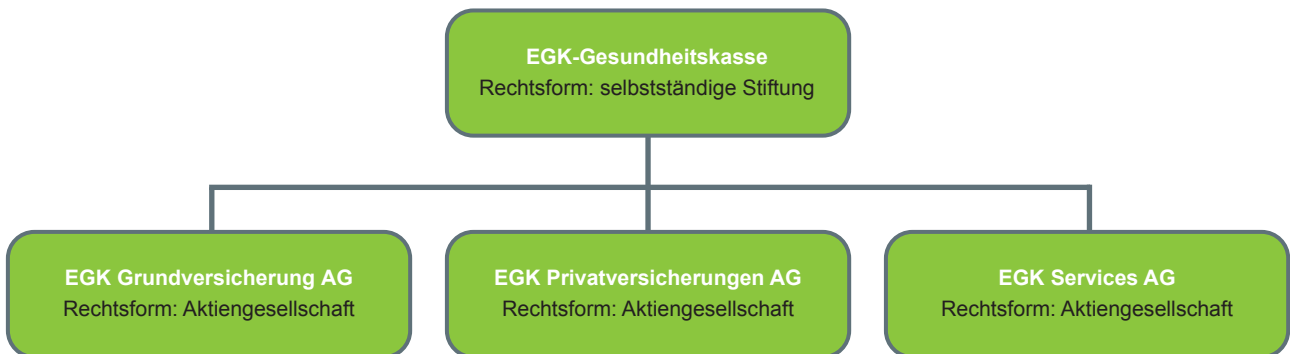 EGK-Gesundheitskasse
Rechtsform: selbstständige Stiftung
EGK Grundversicherung AG
Rechtsform: Aktiengesellschaft
EGK Privatversicherungen AG
Rechtsform: Aktiengesellschaft
EGK Services AG
Rechtsform: Aktiengesellschaft